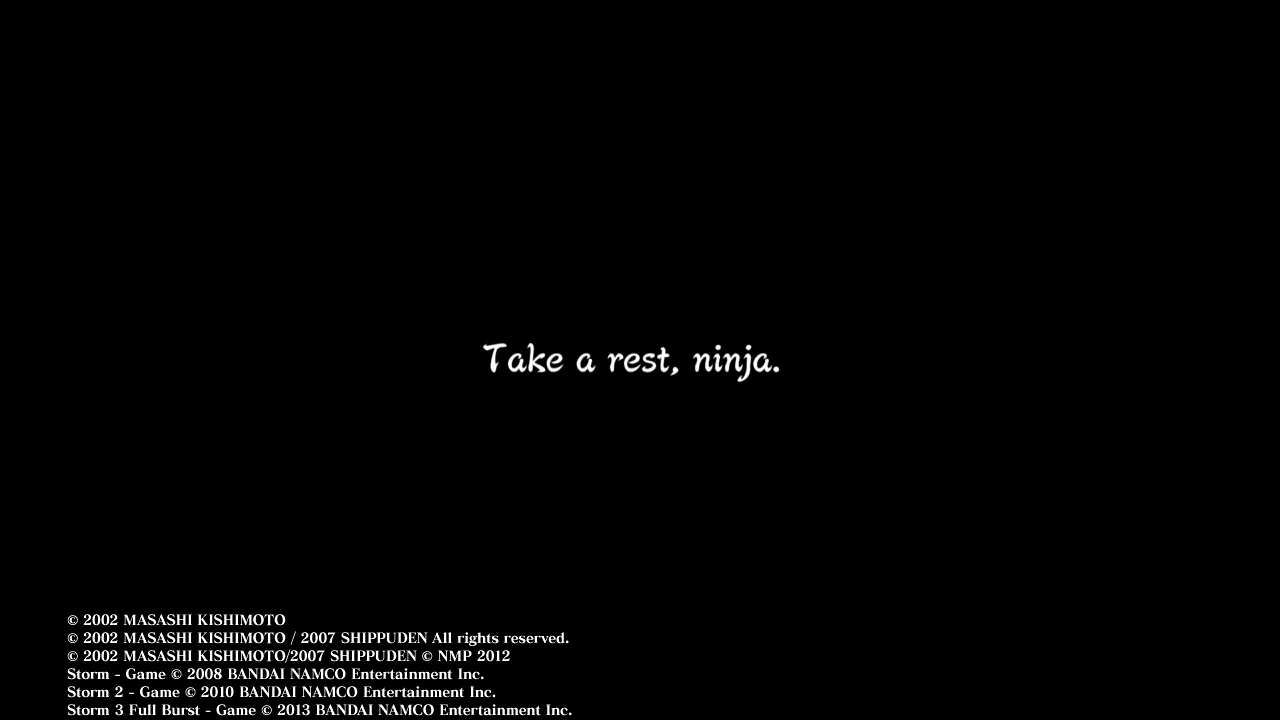 Take a rest, ninja.
© 2002 MASASHI KISHIMOTO
© 2002 MASASHI KISHIMOTO / 2007 SHIPPUDEN All rights reserved.
© 2002 MASASHI KISHIMOTO/2007 SHIPPUDEN © NMP 2012
Storm - Game © 2008 BANDAI NAMCO Entertainment Inc.
Storm 2 - Game © 2010 BANDAI NAMCO Entertainment Inc.
Storm 3 Full Burst - Game © 2013 BANDAI NAMCO Entertainment Inc.